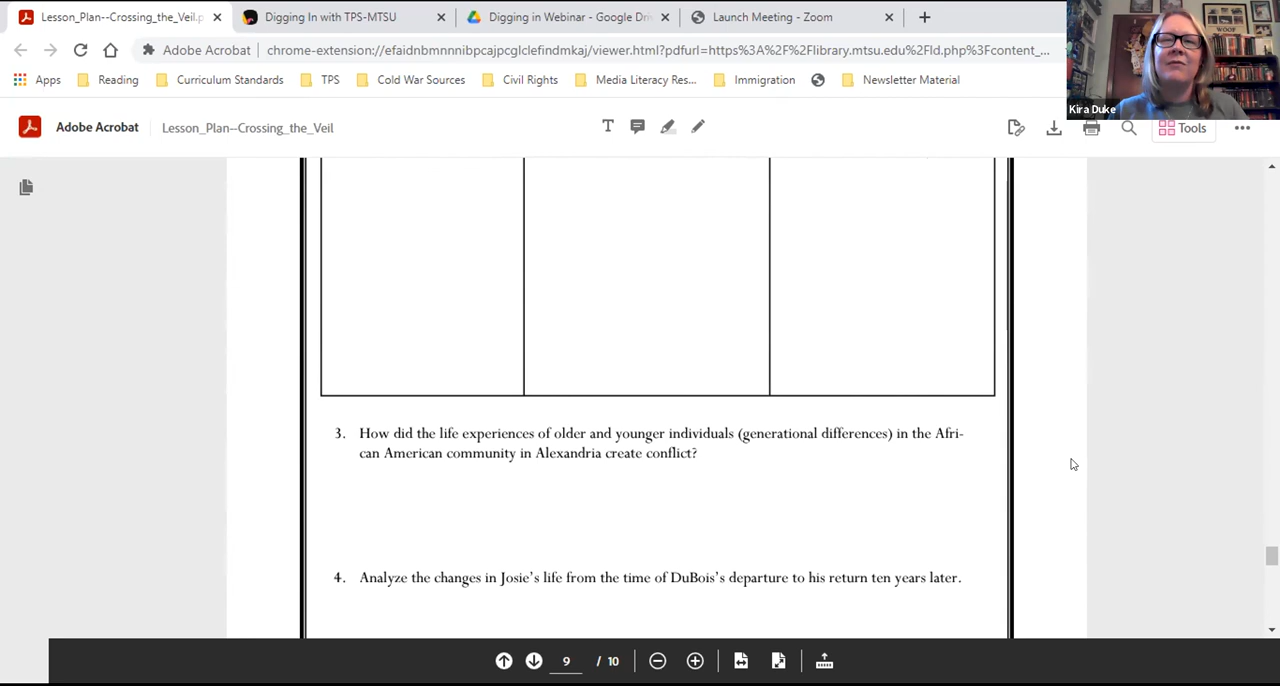 Lesson_Plan--Crossing_the_Veil.p
Digging In with TPS-MTSU
Digging in Webinar - Google Dri
Launch Meeting - Zoom
Adobe Acrobat
chrome-extension://efaidnbmnnnibpcajpcglclefindmkaj/viewer.html?pdfurl=https%3A%2F%2Flibrary.mtsu.edu%2Fld.php%3Fcontent_...
Apps
Reading
Curriculum Standards
TPS
Cold War Sources
Civil Rights
Media Literacy Res...
Immigration
Newsletter Material
WOOF
Kira Duke
Adobe Acrobat
Lesson_Plan--Crossing_the_Veil
T
Tools
3. How did the life experiences of older and younger individuals (generational differences) in the Afri-
can American community in Alexandria create conflict?
4. Analyze the changes in Josie's life from the time of DuBois's departure to his return ten years later.
9 / 10